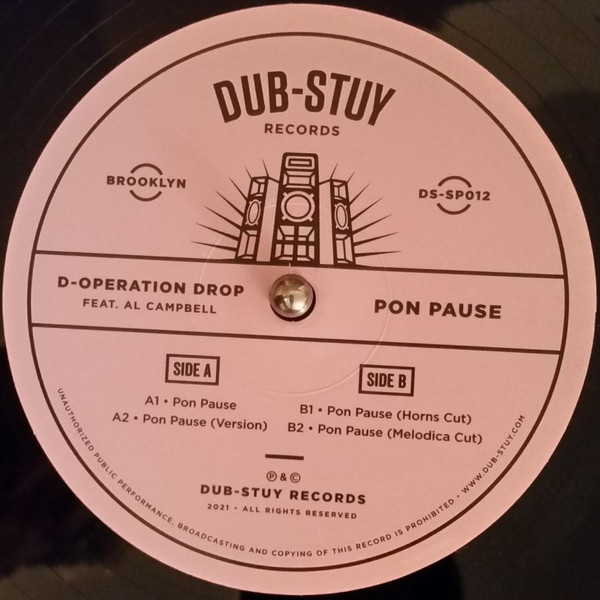 DUB-STUY
RECORDS
BROOKLYN
DS-SP012
D-OPERATION DROP
FEAT. AL CAMPBELL
PON PAUSE
SIDE A
A1 • Pon Pause
A2 • Pon Pause (Version)
SIDE B
B1 • Pon Pause (Horns Cut)
B2 • Pon Pause (Melodica Cut)
℗ & ©
DUB-STUY RECORDS
2021 • ALL RIGHTS RESERVED
UNAUTHORIZED PUBLIC PERFORMANCE, BROADCASTING AND COPYING OF THIS RECORD IS PROHIBITED • WWW.DUB-STUY.COM